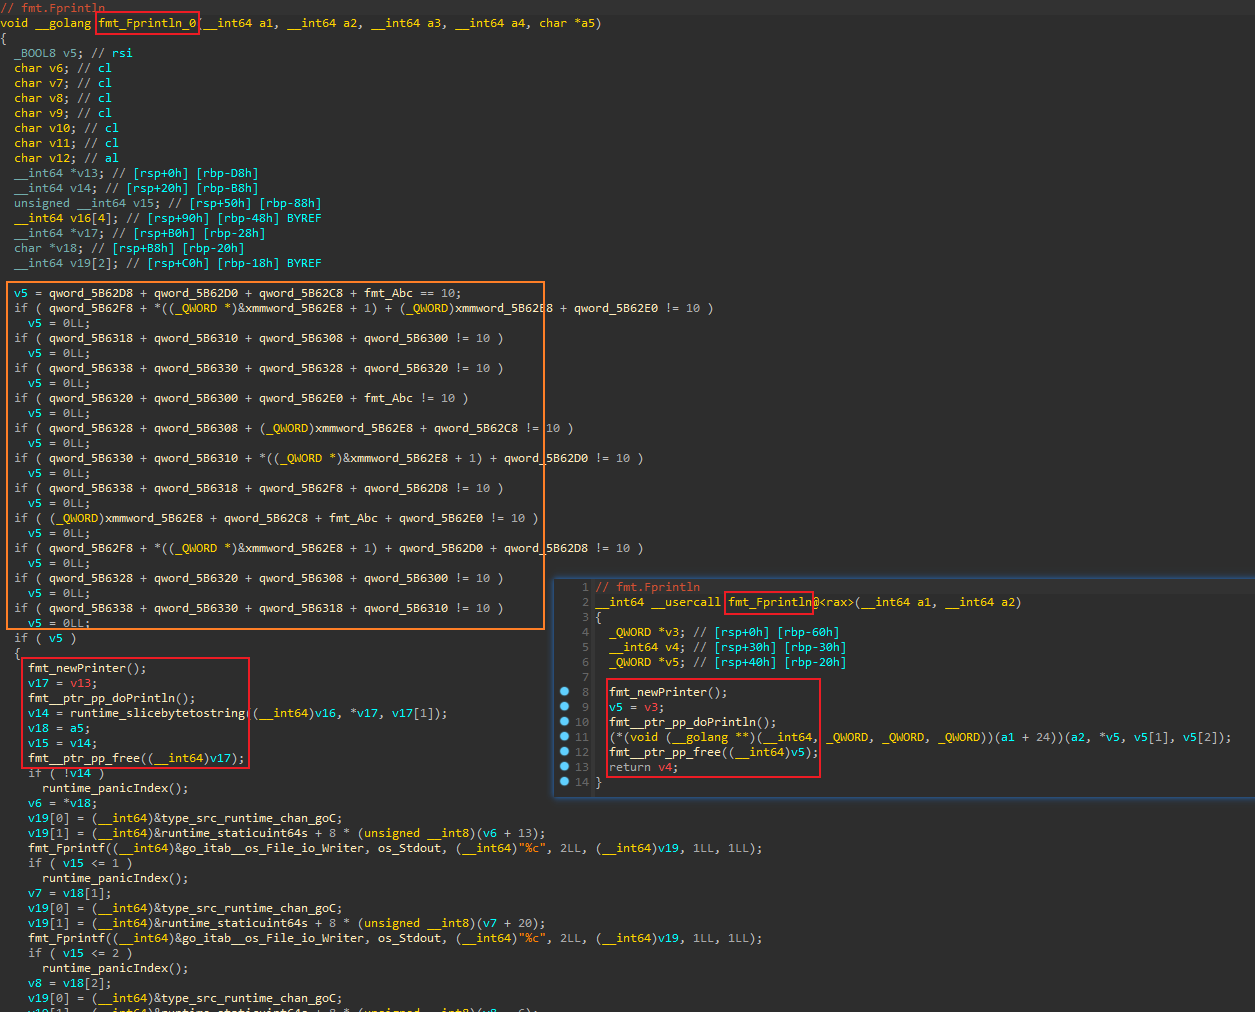 // fmt.Fprintln
void __golang fmt_Fprintln_0(__int64 a1, __int64 a2, __int64 a3, __int64 a4, char *a5)
{
  _BOOL8 v5; // rsi
  char v6; // cl
  char v7; // cl
  char v8; // cl
  char v9; // cl
  char v10; // cl
  char v11; // cl
  char v12; // al
  __int64 *v13; // [rsp+0h] [rbp-D8h]
  __int64 v14; // [rsp+20h] [rbp-B8h]
  unsigned __int64 v15; // [rsp+50h] [rbp-88h]
  __int64 v16[4]; // [rsp+90h] [rbp-48h] BYREF
  __int64 *v17; // [rsp+B0h] [rbp-28h]
  char *v18; // [rsp+B8h] [rbp-20h]
  __int64 v19[2]; // [rsp+C0h] [rbp-18h] BYREF
  v5 = qword_5B62D8 + qword_5B62D0 + qword_5B62C8 + fmt_Abc == 10;
  if ( qword_5B62F8 + *((_QWORD *)&xmmword_5B62E8 + 1) + (_QWORD)xmmword_5B62E8 + qword_5B62E0 != 10 )
    v5 = 0LL;
  if ( qword_5B6318 + qword_5B6310 + qword_5B6308 + qword_5B6300 != 10 )
    v5 = 0LL;
  if ( qword_5B6338 + qword_5B6330 + qword_5B6328 + qword_5B6320 != 10 )
    v5 = 0LL;
  if ( qword_5B6320 + qword_5B6300 + qword_5B62E0 + fmt_Abc != 10 )
    v5 = 0LL;
  if ( qword_5B6328 + qword_5B6308 + (_QWORD)xmmword_5B62E8 + qword_5B62C8 != 10 )
    v5 = 0LL;
  if ( qword_5B6330 + qword_5B6310 + *((_QWORD *)&xmmword_5B62E8 + 1) + qword_5B62D0 != 10 )
    v5 = 0LL;
  if ( qword_5B6338 + qword_5B6318 + qword_5B62F8 + qword_5B62D8 != 10 )
    v5 = 0LL;
  if ( (_QWORD)xmmword_5B62E8 + qword_5B62C8 + fmt_Abc + qword_5B62E0 != 10 )
    v5 = 0LL;
  if ( qword_5B62F8 + *((_QWORD *)&xmmword_5B62E8 + 1) + qword_5B62D0 + qword_5B62D8 != 10 )
    v5 = 0LL;
  if ( qword_5B6328 + qword_5B6320 + qword_5B6308 + qword_5B6300 != 10 )
    v5 = 0LL;
  if ( qword_5B6338 + qword_5B6330 + qword_5B6318 + qword_5B6310 != 10 )
    v5 = 0LL;
  if ( v5 )
  {
    fmt_newPrinter();
    v17 = v13;
    fmt__ptr_pp_doPrintln();
    v14 = runtime_slicebytetostring((__int64)v16, *v17, v17[1]);
    v18 = a5;
    v15 = v14;
    fmt__ptr_pp_free((__int64)v17);
    if ( !v14 )
      runtime_panicIndex();
    v6 = *v18;
    v19[0] = (__int64)&type_src_runtime_chan_goC;
    v19[1] = (__int64)&runtime_staticuint64s + 8 * (unsigned __int8)(v6 + 13);
    fmt_Fprintf((__int64)&go_itab__os_File_io_Writer, os_Stdout, (__int64)"%c", 2LL, (__int64)v19, 1LL, 1LL);
    if ( v15 <= 1 )
      runtime_panicIndex();
    v7 = v18[1];
    v19[0] = (__int64)&type_src_runtime_chan_goC;
    v19[1] = (__int64)&runtime_staticuint64s + 8 * (unsigned __int8)(v7 + 20);
    fmt_Fprintf((__int64)&go_itab__os_File_io_Writer, os_Stdout, (__int64)"%c", 2LL, (__int64)v19, 1LL, 1LL);
    if ( v15 <= 2 )
      runtime_panicIndex();
    v8 = v18[2];
    v19[0] = (__int64)&type_src_runtime_chan_goC;
1 // fmt.Fprintln
2 __int64 __usercall fmt_Fprintln@<rax>(__int64 a1, __int64 a2)
3 {
4   _QWORD *v3; // [rsp+0h] [rbp-60h]
5   __int64 v4; // [rsp+30h] [rbp-30h]
6   _QWORD *v5; // [rsp+40h] [rbp-20h]
7
8   fmt_newPrinter();
9   v5 = v3;
10   fmt__ptr_pp_doPrintln();
11   (*(void (__golang **)(__int64, _QWORD, _QWORD, _QWORD))(a1 + 24))(a2, *v5, v5[1], v5[2]);
12   fmt__ptr_pp_free((__int64)v5);
13   return v4;
14 }